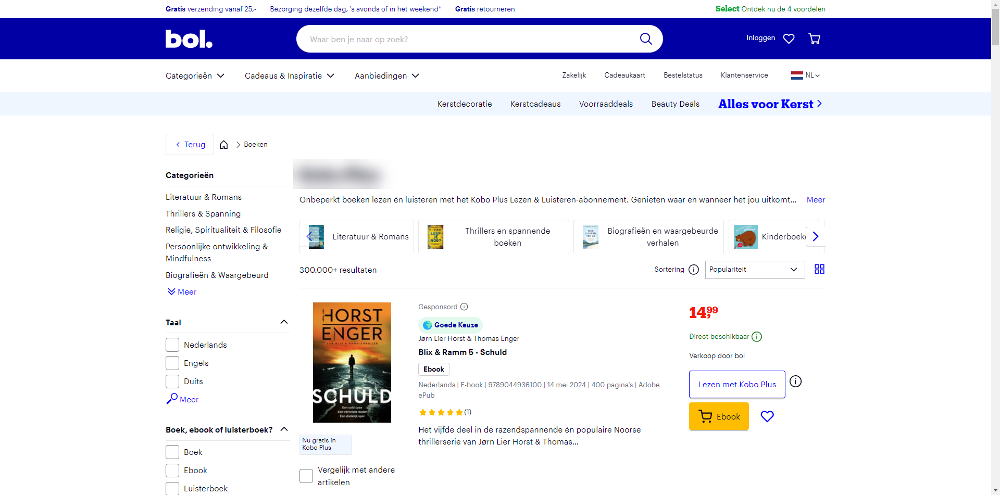 Gratis verzending vanaf 25,-
Bezorging dezelfde dag, 's avonds of in het weekend*
Gratis retourneren
Select Ontdek nu de 4 voordelen
bol.
Waar ben je naar op zoek?
Inloggen
Categorieën
Cadeaus & Inspiratie
Aanbiedingen
Zakelijk
Cadeaukaart
Bestelstatus
Klantenservice
NL
Kerstdecoratie
Kerstcadeaus
Voorraaddeals
Beauty Deals
Alles voor Kerst
Terug
Boeken
Categorieën
Literatuur & Romans
Thrillers & Spanning
Religie, Spiritualiteit & Filosofie
Persoonlijke ontwikkeling &
Mindfulness
Biografieën & Waargebeurd
Meer
Taal
Nederlands
Engels
Duits
Meer
Boek, ebook of luisterboek?
Boek
Ebook
Luisterboek
Onbeperkt boeken lezen én luisteren met het Kobo Plus Lezen & Luisteren-abonnement. Genieten waar en wanneer het jou uitkomt...
Meer
Literatuur & Romans
LEEF JE NOG?
Thrillers en spannende
boeken
Biografieën en waargebeurde
verhalen
Kinderboeke
300.000+ resultaten
Sortering
Populariteit
HORST
ENGER
EEN BLIX & RAMM-THRILLER
SCHULD
Een cold case
Een verknipte dader
Een dodelijk spel
Nu gratis in
Kobo Plus
Vergelijk met andere
artikelen
Gesponsord
Goede Keuze
Jørn Lier Horst & Thomas Enger
Blix & Ramm 5 - Schuld
Ebook
Nederlands | E-book | 9789044936100 | 14 mei 2024 | 400 pagina's | Adobe
ePub
(1)
Het vijfde deel in de razendspannende én populaire Noorse
thrillerserie van Jørn Lier Horst & Thomas...
14,99
Direct beschikbaar
Verkoop door bol
Lezen met Kobo Plus
Ebook